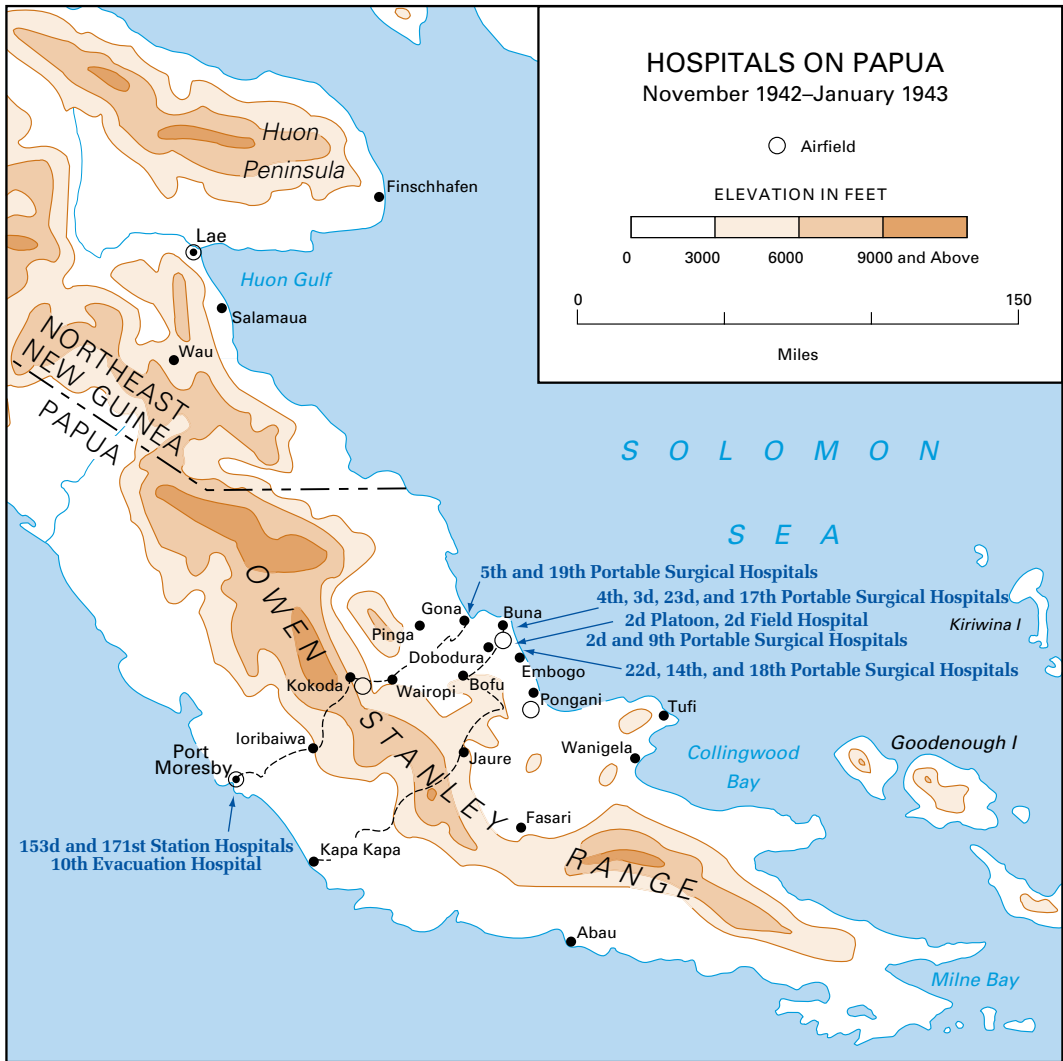 HOSPITALS ON PAPUA
November 1942–January 1943
Airfield
ELEVATION IN FEET
0 3000 6000 9000 and Above
0 150
Miles
Huon
Peninsula
Finschhafen
Lae
Huon Gulf
Salamaua
Wau
NORTHEAST
NEW GUINEA
PAPUA
SOLOMON
SEA
OWEN
STANLEY
RANGE
5th and 19th Portable Surgical Hospitals
4th, 3d, 23d, and 17th Portable Surgical Hospitals
2d Platoon, 2d Field Hospital
2d and 9th Portable Surgical Hospitals
22d, 14th, and 18th Portable Surgical Hospitals
Gona
Buna
Pinga
Dobodura
Embogo
Kokoda
Wairopi
Bofu
Pongani
Tufi
Kiriwina I
Ioribaiwa
Port
Moresby
Jaure
Wanigela
Collingwood
Bay
Goodenough I
Fasari
153d and 171st Station Hospitals
10th Evacuation Hospital
Kapa Kapa
Abau
Milne Bay